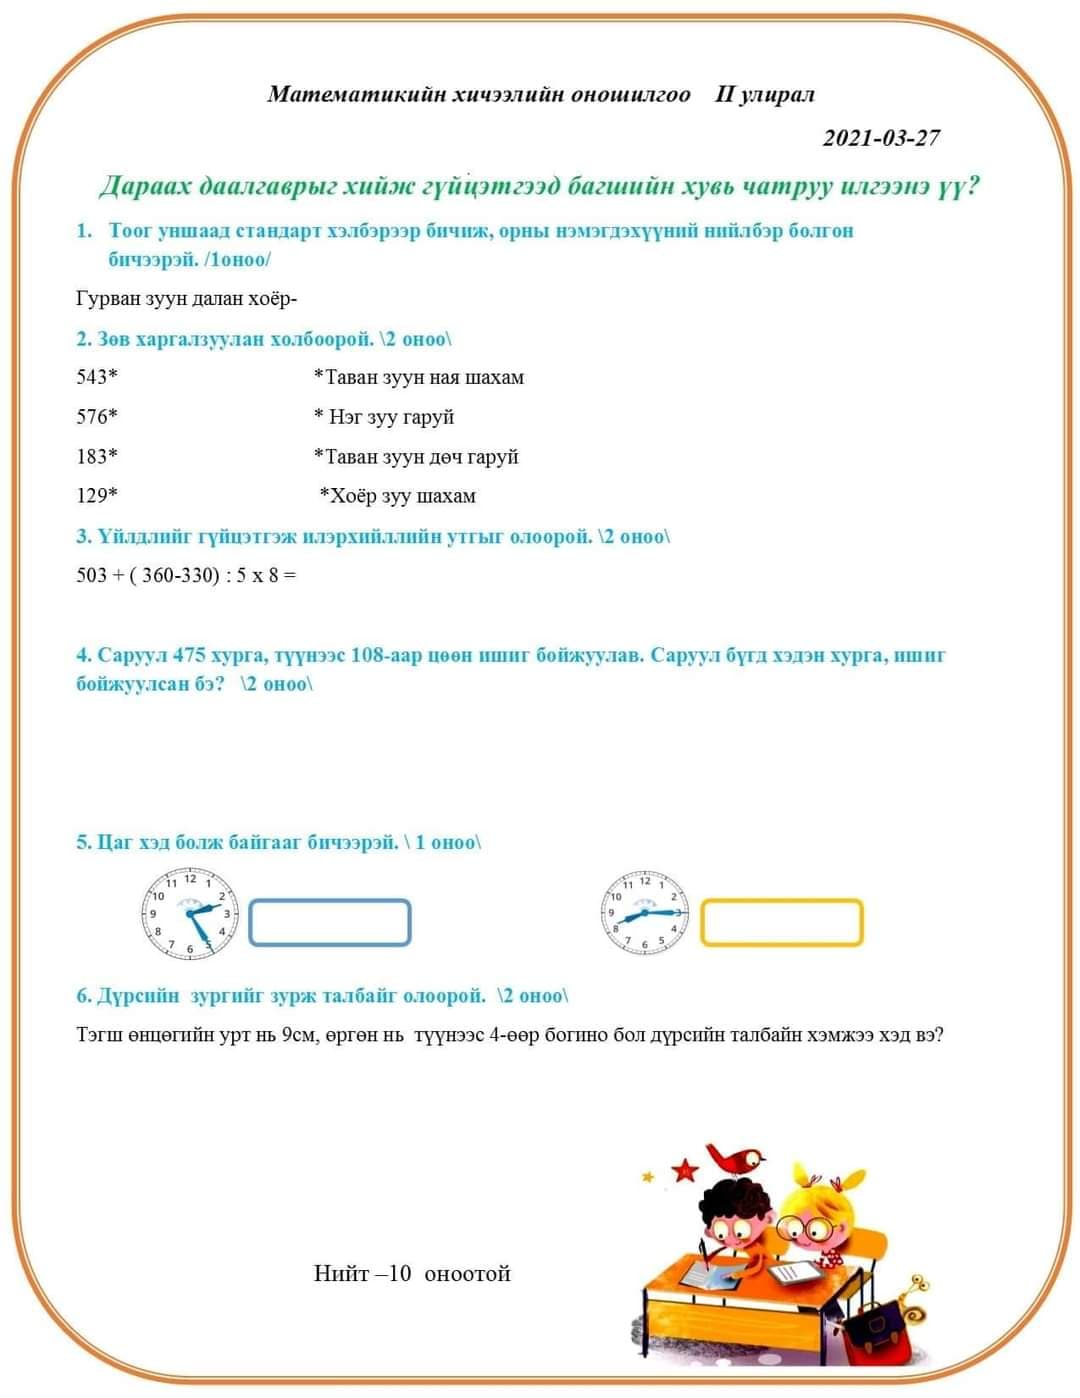 Математикийн хичээлийн оношилгоо II улирал
2021-03-27
Дараах даалгаврыг хийж гүйцэтгээд багшийн хувь чатруу илгээнэ үү?
1. Тоог уншаад стандарт хэлбэрээр бичиж, орны нэмэгдэхүүний нийлбэр болгон
бичээрэй. /1оноо/
Гурван зуун далан хоёр-
2. Зөв харгалзуулан холбоорой. \2 оноо\
543* *Таван зуун ная шахам
576* * Нэг зуу гаруй
183* *Таван зуун дөч гаруй
129* *Хоёр зуу шахам
3. Үйлдлийг гүйцэтгэж илэрхийллийн утгыг олоорой. \2 оноо\
503 + ( 360-330) : 5 х 8 =
4. Саруул 475 хурга, түүнээс 108-аар цөөн ишиг бойжуулав. Саруул бүгд хэдэн хурга, ишиг
бойжуулсан бэ? \2 оноо\
5. Цаг хэд болж байгааг бичээрэй. \ 1 оноо\
12 1 2 3 4 5 6 7 8 9 10 11
12 1 2 3 4 5 6 7 8 9 10 11
6. Дүрсийн зургийг зурж талбайг олоорой. \2 оноо\
Тэгш өнцөгийн урт нь 9см, өргөн нь түүнээс 4-өөр богино бол дүрсийн талбайн хэмжээ хэд вэ?
Нийт –10 оноотой